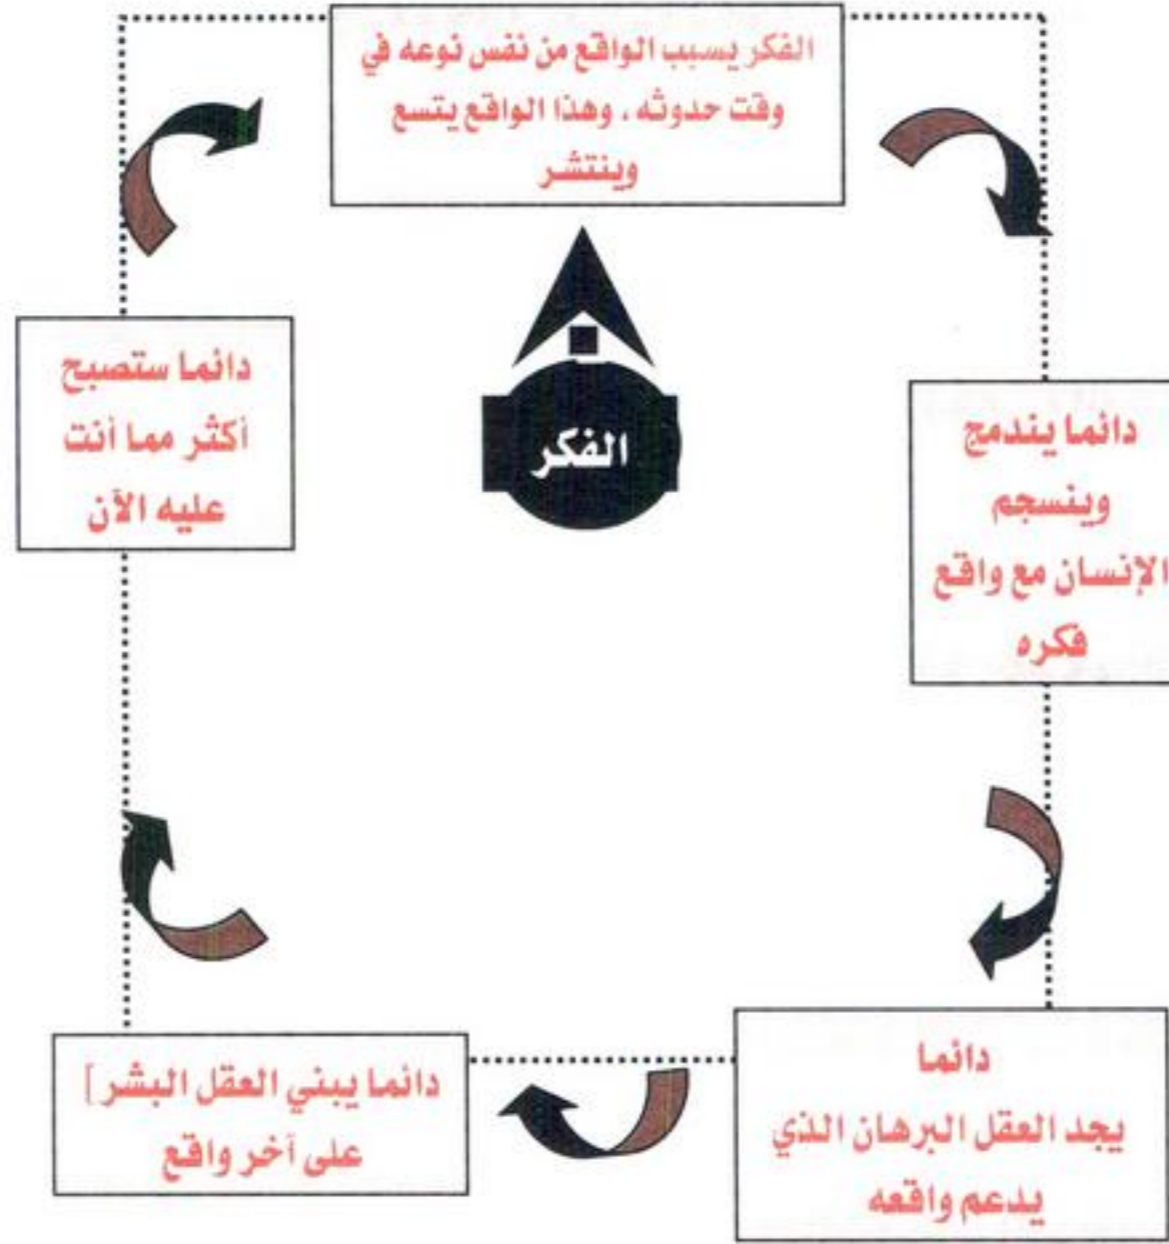 الفكر يسبب الواقع من نفس نوعه في
وقت حدوثه، وهذا الواقع يتسع
وينتشر
الفكر
دائما يندمج
وينسجم
الإنسان مع واقع
فكره
دائما
يجد العقل البرهان الذي
يدعم واقعه
دائما يبني العقل البشر]
على آخر واقع
دائما ستصبح
أكثر مما أنت
عليه الآن